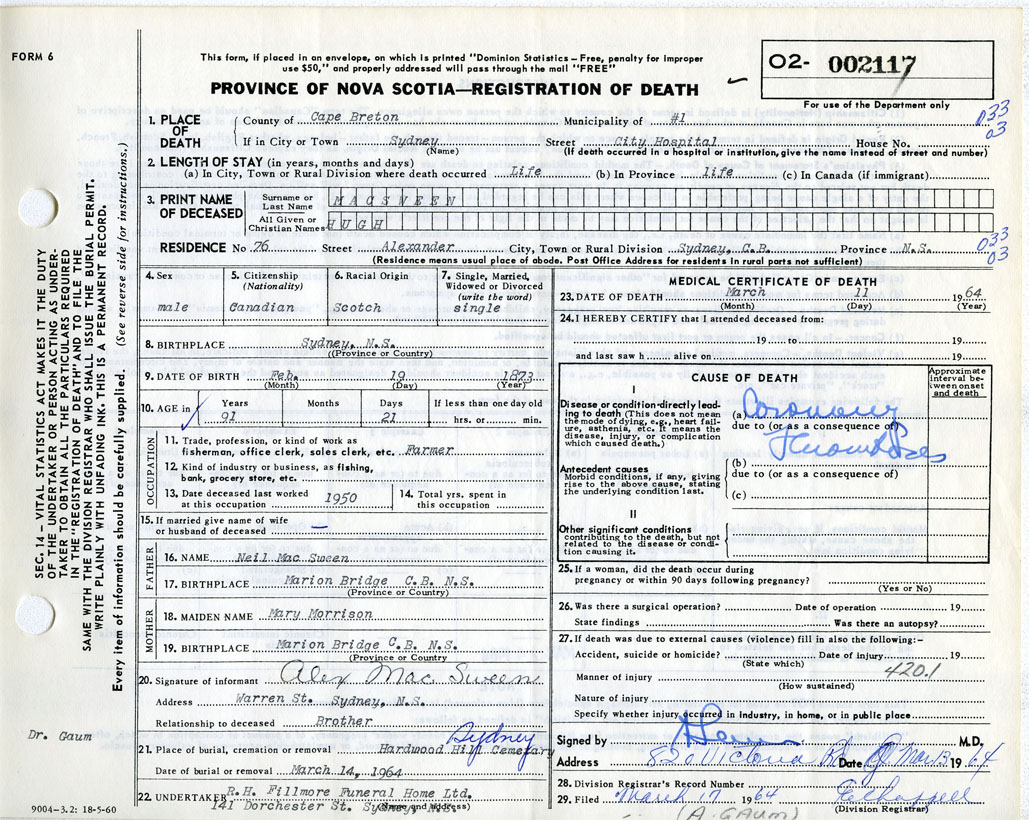 FORM 6
This form, if placed in an envelope, on which is printed "Dominion Statistics – Free, penalty for improper
use $50," and properly addressed will pass through the mail "FREE"
PROVINCE OF NOVA SCOTIA—REGISTRATION OF DEATH
02- 002117
For use of the Department only
033
03
1. PLACE OF DEATH
County of Cape Breton Municipality of #1
If in City or Town Sydney Street City Hospital House No.
(Name) (If death occurred in a hospital or institution, give the name instead of street and number)
2. LENGTH OF STAY (in years, months and days)
(a) In City, Town or Rural Division where death occurred Life (b) In Province life (c) In Canada (if immigrant)
3. PRINT NAME OF DECEASED
Surname or Last Name MACSWEEN
All Given or Christian Names HUGH
RESIDENCE No 76 Street Alexander City, Town or Rural Division Sydney, C.B. Province N.S.
033
03
(Residence means usual place of abode. Post Office Address for residents in rural parts not sufficient)
4. Sex
male
5. Citizenship
(Nationality)
Canadian
6. Racial Origin
Scotch
7. Single, Married,
Widowed or Divorced
(write the word)
single
8. BIRTHPLACE Sydney, N.S.
(Province or Country)
9. DATE OF BIRTH Feb. 19 1873
(Month) (Day) (Year)
10. AGE in
Years Months Days If less than one day old
91 21 hrs. or min.
OCCUPATION
11. Trade, profession, or kind of work as
fisherman, office clerk, sales clerk, etc. Farmer
12. Kind of industry or business, as fishing,
bank, grocery store, etc.
13. Date deceased last worked
at this occupation 1950
14. Total yrs. spent in
this occupation
15. If married give name of wife
or husband of deceased —
FATHER
16. NAME Neil Mac Sween
17. BIRTHPLACE Marion Bridge C.B. N.S.
(Province or Country)
MOTHER
18. MAIDEN NAME Mary Morrison
19. BIRTHPLACE Marion Bridge C.B. N.S.
(Province or Country)
20. Signature of informant Alex Mac Sween
Address Warren St. Sydney, N.S.
Relationship to deceased Brother
21. Place of burial, cremation or removal Hardwood Hill Cemetary Sydney
Date of burial or removal March 14, 1964
22. UNDERTAKER R.H. Fillmore Funeral Home Ltd.
141 Dorchester St. Sydney, N.S.
(Name and address)
MEDICAL CERTIFICATE OF DEATH
23. DATE OF DEATH March 11 1964
(Month) (Day) (Year)
24. I HEREBY CERTIFY that I attended deceased from:
19 to 19
and last saw h alive on 19
CAUSE OF DEATH
Approximate
interval be-
tween onset
and death
I
Disease or condition directly lead-
ing to death (This does not mean
the mode of dying, e.g., heart fail-
ure, asthenia, etc. It means the
disease, injury, or complication
which caused death.)
(a) Coronary
due to (or as a consequence of)
Thrombosis
Antecedent causes
Morbid conditions, if any, giving
rise to the above cause, stating
the underlying condition last.
(b)
due to (or as a consequence of)
(c)
II
Other significant conditions
contributing to the death, but not
related to the disease or condi-
tion causing it.
25. If a woman, did the death occur during
pregnancy or within 90 days following pregnancy?
(Yes or No)
26. Was there a surgical operation? Date of operation 19
State findings Was there an autopsy?
27. If death was due to external causes (violence) fill in also the following:-
Accident, suicide or homicide? Date of injury 19
(State which)
420.1
Manner of injury
(How sustained)
Nature of injury
Specify whether injury occurred in industry, in home, or in public place
Signed by M.D.
Address 820 Victoria Rd Date Mar 13 1964
28. Division Registrar's Record Number
29. Filed March 17 1964
(Division Registrar)
(A. GAUM)
SEC. 14 – VITAL STATISTICS ACT MAKES IT THE DUTY
OF THE UNDERTAKER OR PERSON ACTING AS UNDER-
TAKER TO OBTAIN ALL THE PARTICULARS REQUIRED
IN THE "REGISTRATION OF DEATH" AND TO FILE THE
SAME WITH THE DIVISION REGISTRAR WHO SHALL ISSUE THE BURIAL PERMIT.
WRITE PLAINLY WITH UNFADING INK. THIS IS A PERMANENT RECORD.
Every item of information should be carefully supplied. (See reverse side for instructions.)
Dr. Gaum
9004-3.2: 18-5-60